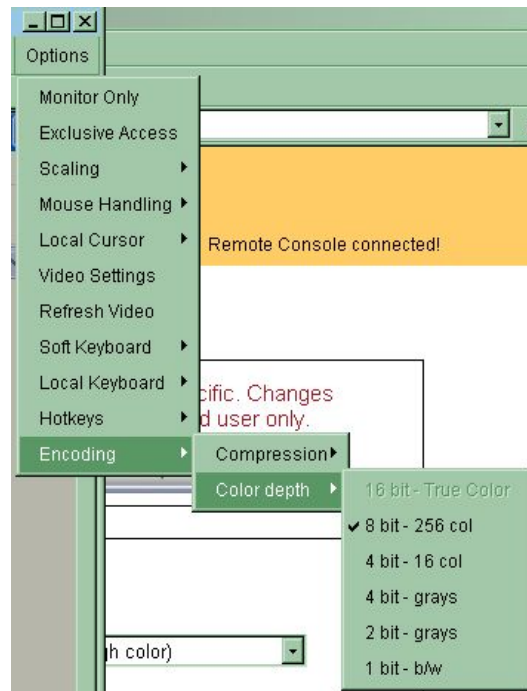 Options
Monitor Only
Exclusive Access
Scaling
Mouse Handling
Local Cursor
Remote Console connected!
Video Settings
Refresh Video
Soft Keyboard
Local Keyboard
cific. Changes
Hotkeys
d user only.
Encoding
Compression
Color depth
16 bit - True Color
8 bit - 256 col
4 bit - 16 col
4 bit - grays
2 bit - grays
gh color)
1 bit - b/w